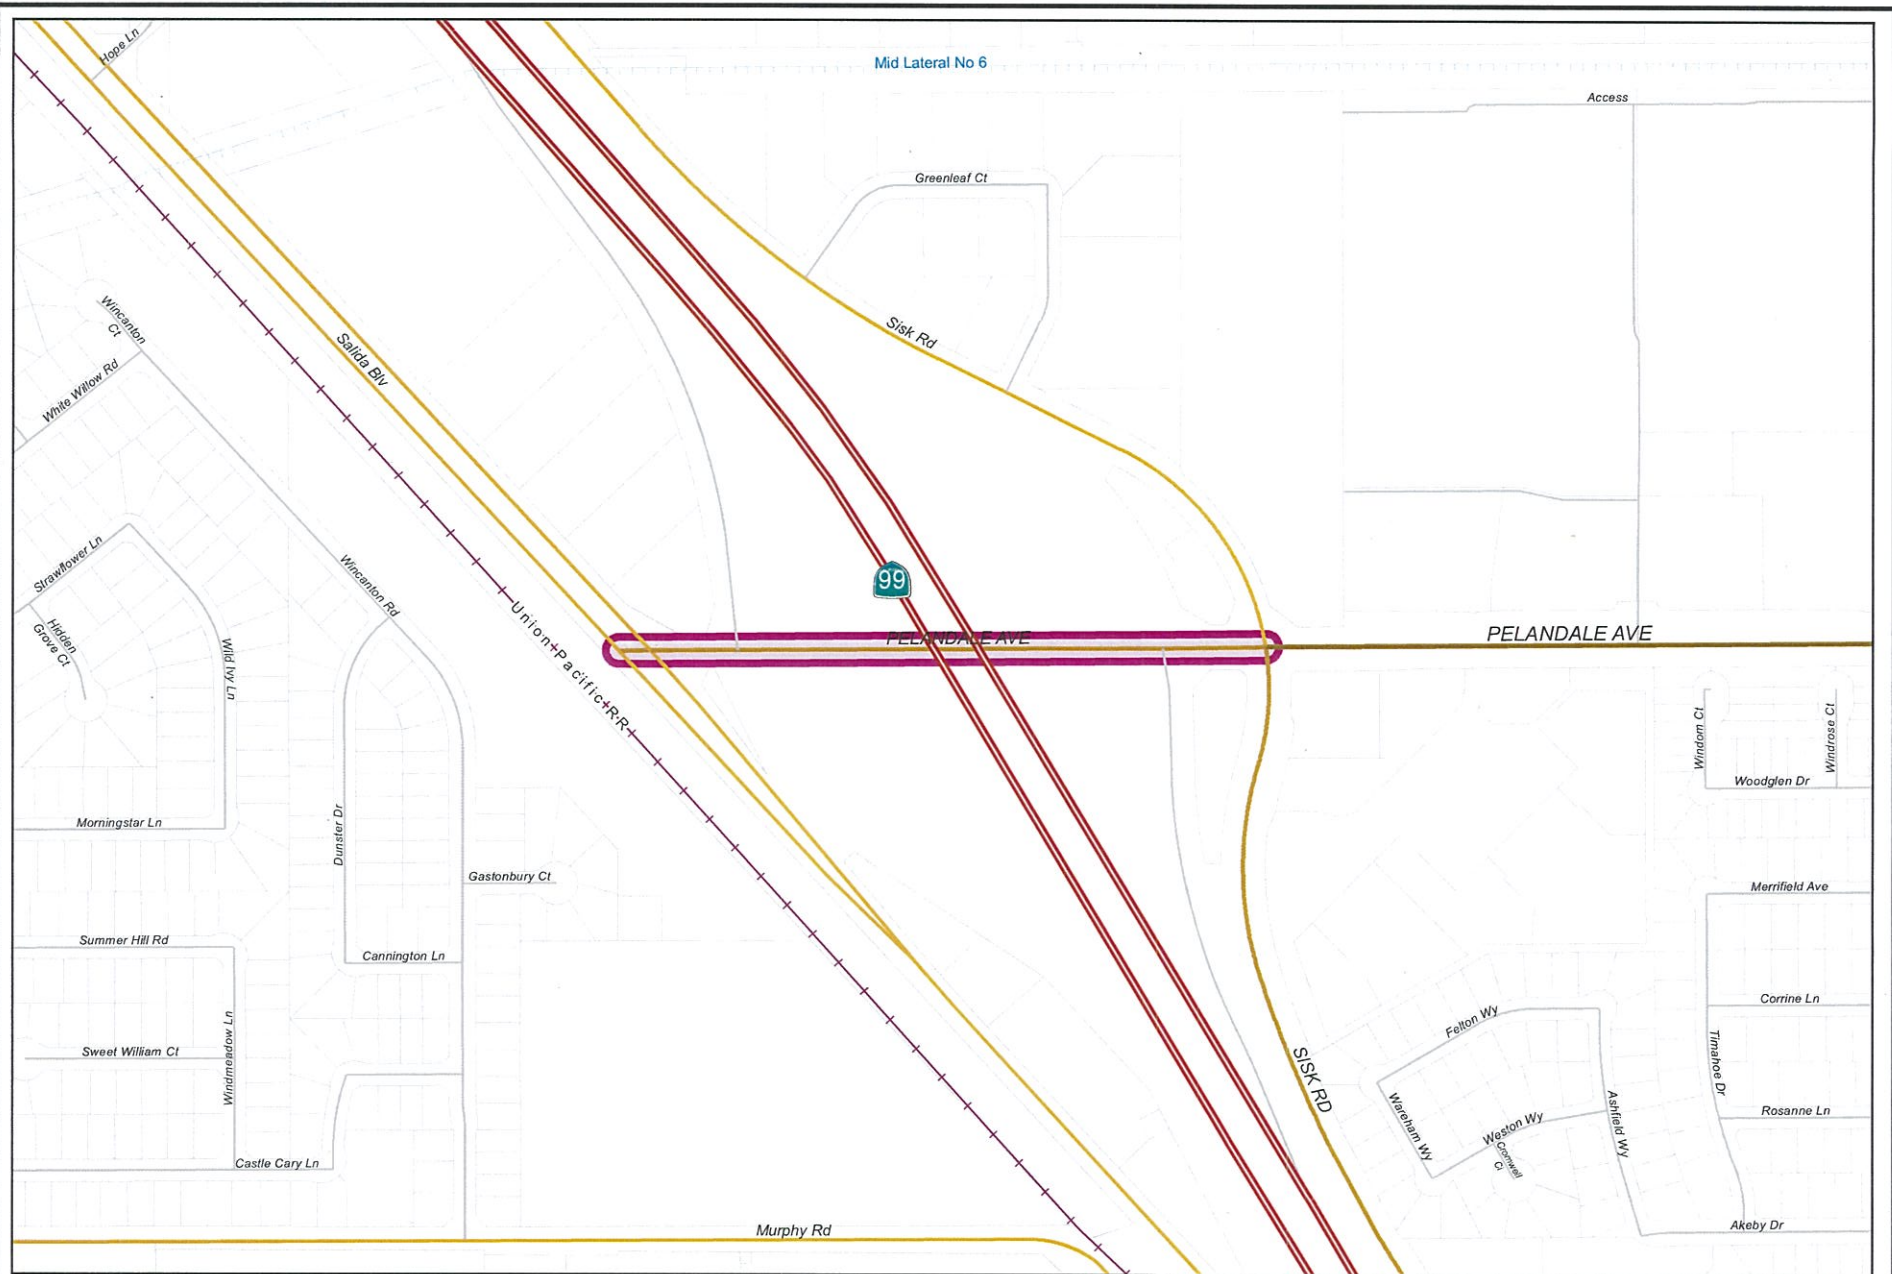 Hope Ln
Mid Lateral No 6
Access
Greenleaf Ct
Sisk Rd
Wincanton
Ct
Salida Blv
White Willow Rd
Strawflower Ln
Wincanton Rd
99
Hidden
Grove Ct
Wild Ivy Ln
Union Pacific RR
PELANDALE AVE
PELANDALE AVE
Windom Ct
Windrose Ct
Woodglen Dr
Morningstar Ln
Dunster Dr
Gastonbury Ct
Merrifield Ave
Summer Hill Rd
Cannington Ln
Corrine Ln
Felton Wy
Sweet William Ct
Windmeadow Ln
SISK RD
Timahoe Dr
Wareham Wy
Weston Wy
Ashfield Wy
Rosanne Ln
Cromwell
Ct
Castle Cary Ln
Murphy Rd
Akeby Dr